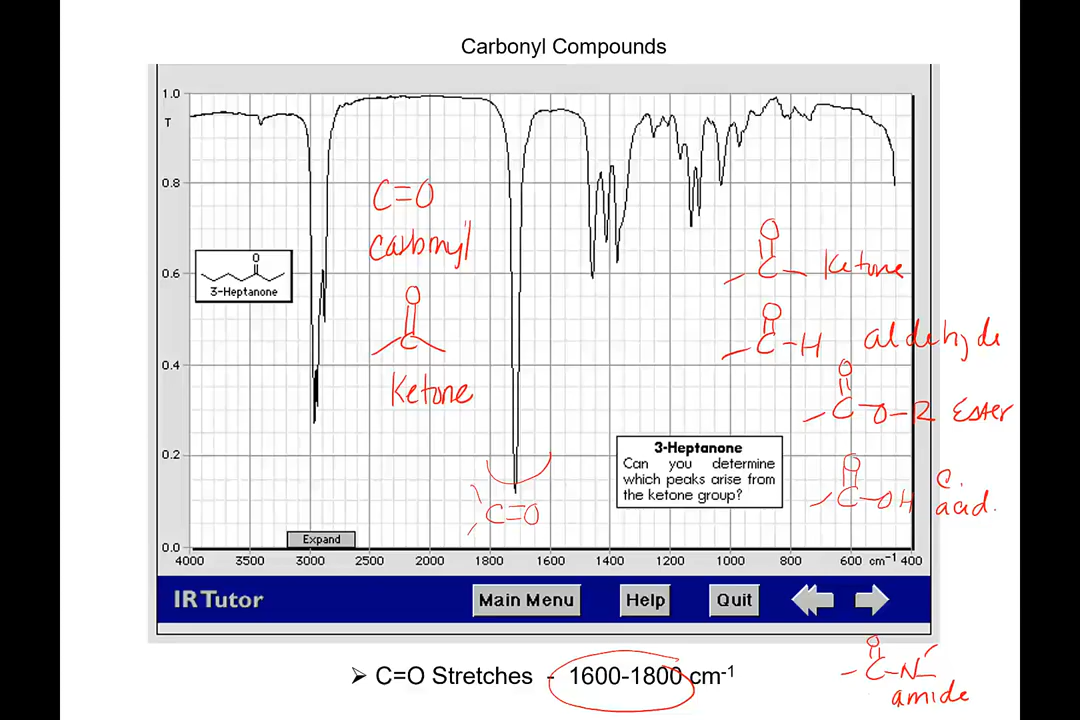 Carbonyl Compounds
1.0
T
0.8
0.6
0.4
0.2
0.0
C=O
Carbonyl
O
C
Ketone
O
3-Heptanone
O
C
Ketone
O
C-H
aldehyde
O
C
O-R
Ester
O
C-OH
C.
acid.
C=O
3-Heptanone
Can you determine
which peaks arise from
the ketone group?
Expand
4000 3500 3000 2500 2000 1800 1600 1400 1200 1000 800 600 cm-1 400
IR Tutor
Main Menu
Help
Quit
➢ C=O Stretches - 1600-1800 cm-1
O
-C-N
amide